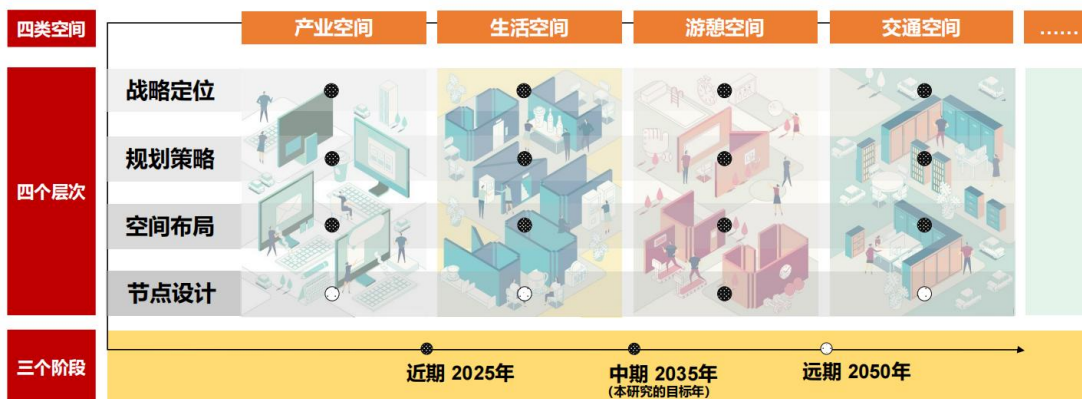 四类空间
产业空间
生活空间
游憩空间
交通空间
……
四个层次
战略定位
规划策略
空间布局
节点设计
三个阶段
近期 2025年
中期 2035年
（本研究的目标年）
远期 2050年